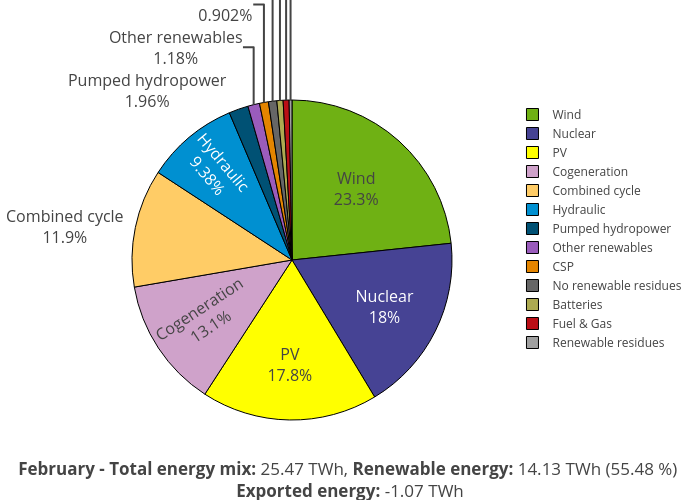 0.902%
Other renewables
1.18%
Pumped hydropower
1.96%
Hydraulic
9.38%
Wind
23.3%
Combined cycle
11.9%
Nuclear
18%
Cogeneration
13.1%
PV
17.8%
Wind
Nuclear
PV
Cogeneration
Combined cycle
Hydraulic
Pumped hydropower
Other renewables
CSP
No renewable residues
Batteries
Fuel & Gas
Renewable residues
February - Total energy mix: 25.47 TWh, Renewable energy: 14.13 TWh (55.48 %)
Exported energy: -1.07 TWh